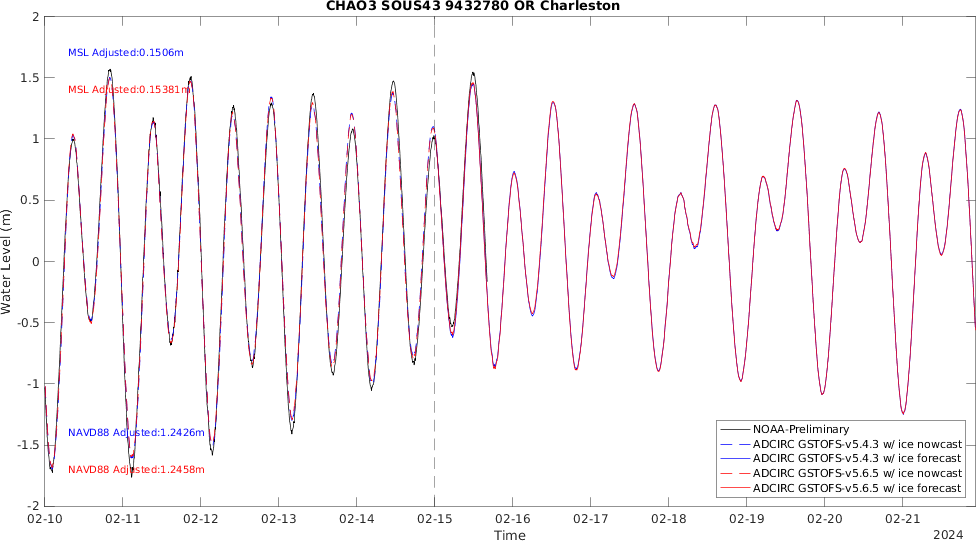 CHAO3 SOUS43 9432780 OR Charleston
2
1.5
1
0.5
0
-0.5
-1
-1.5
-2
Water Level (m)
MSL Adjusted:0.1506m
MSL Adjusted:0.15381m
NAVD88 Adjusted:1.2426m
NAVD88 Adjusted:1.2458m
NOAA-Preliminary
ADCIRC GSTOFS-v5.4.3 w/ ice nowcast
ADCIRC GSTOFS-v5.4.3 w/ ice forecast
ADCIRC GSTOFS-v5.6.5 w/ ice nowcast
ADCIRC GSTOFS-v5.6.5 w/ ice forecast
02-10 02-11 02-12 02-13 02-14 02-15 02-16 02-17 02-18 02-19 02-20 02-21
Time
2024